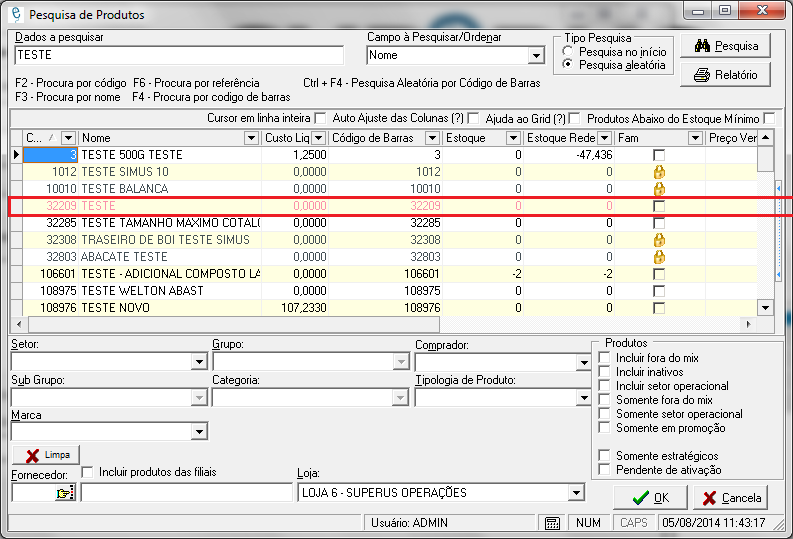 Pesquisa de Produtos
Dados a pesquisar
TESTE
Campo à Pesquisar/Ordenar
Nome
Tipo Pesquisa
Pesquisa no início
Pesquisa aleatória
Pesquisa
Relatório
F2 - Procura por código F6 - Procura por referência Ctrl + F4 - Pesquisa Aleatória por Código de Barras
F3 - Procura por nome F4 - Procura por codigo de barras
Cursor em linha inteira Auto Ajuste das Colunas (?) Ajuda ao Grid (?) Produtos Abaixo do Estoque Mínimo
C... Nome Custo Liq Código de Barras Estoque Estoque Rede Fam Preço Ver
3 TESTE 500G TESTE 1,2500 3 0 -47,436
1012 TESTE SIMUS 10 0,0000 1012 0 0
10010 TESTE BALANCA 0,0000 10010 0 0
32209 TESTE 0,0000 32209 0 0
32285 TESTE TAMANHO MAXIMO COTALO 0,0000 32285 0 0
32308 TRASEIRO DE BOI TESTE SIMUS 0,0000 32308 0 0
32803 ABACATE TESTE 0,0000 32803 0 0
106601 TESTE - ADICIONAL COMPOSTO LA 0,0000 106601 -2 -2
108975 TESTE WELTON ABAST 0,0000 108975 0 0
108976 TESTE NOVO 107,2330 108976 0 0
Setor:
Grupo:
Comprador:
Sub Grupo:
Categoria:
Tipologia de Produto:
Marca
Limpa
Fornecedor:
Incluir produtos das filiais
Loja:
LOJA 6 - SUPERUS OPERAÇÕES
Produtos
Incluir fora do mix
Incluir inativos
Incluir setor operacional
Somente fora do mix
Somente setor operacional
Somente em promoção
Somente estratégicos
Pendente de ativação
OK
Cancela
Usuário: ADMIN NUM CAPS 05/08/2014 11:43:17